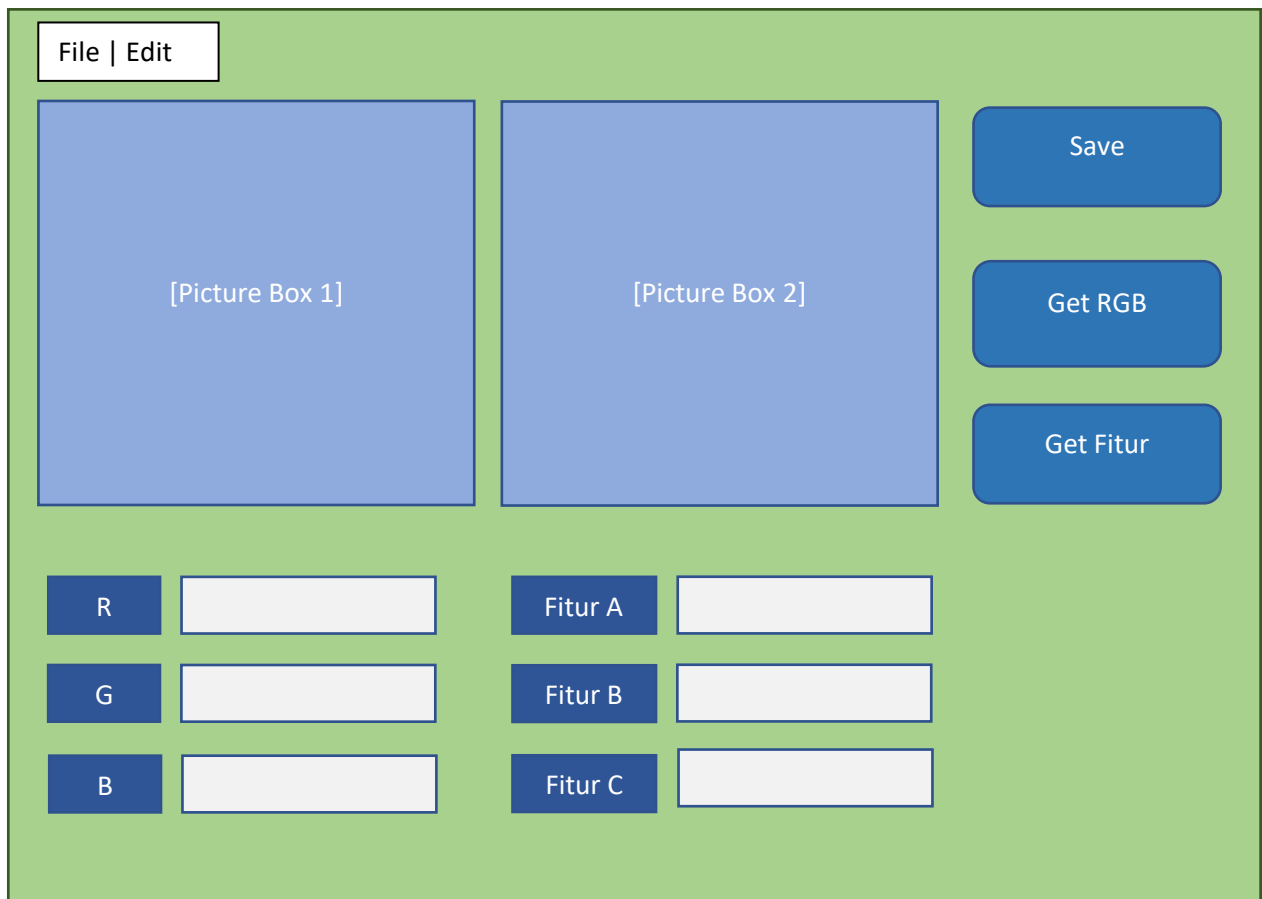 File | Edit
[Picture Box 1]
[Picture Box 2]
Save
Get RGB
Get Fitur
R
Fitur A
G
Fitur B
B
Fitur C